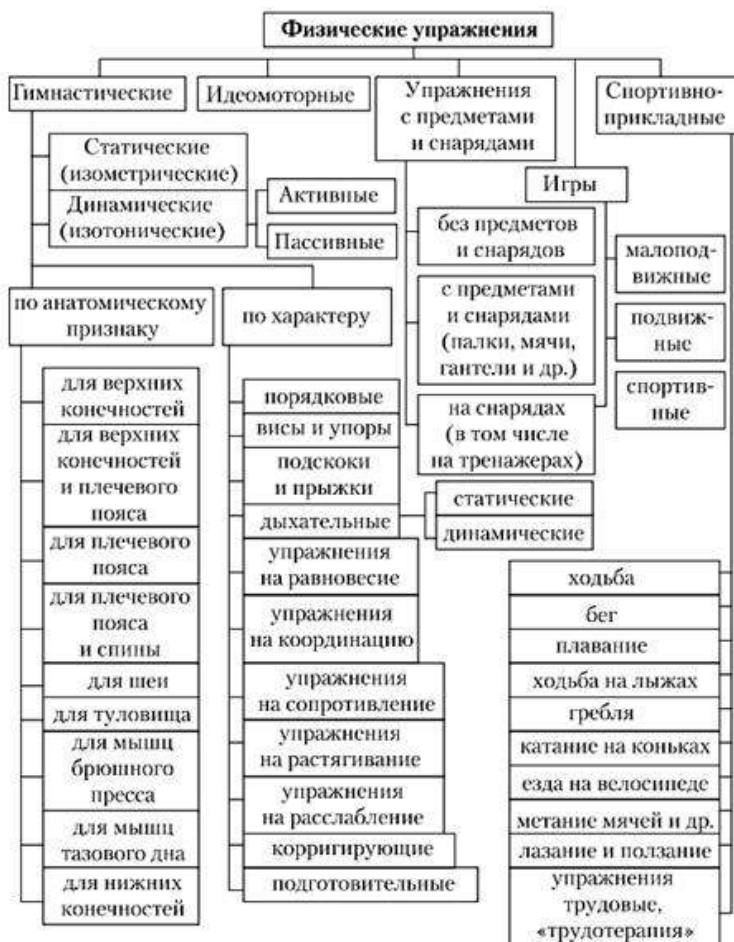 Физические упражнения
Гимнастические
Идеомоторные
Упражнения
с предметами
и снарядами
Спортивно-
прикладные
Игры
Статические
(изометрические)
Динамические
(изотонические)
Активные
Пассивные
по анатомическому
признаку
по характеру
без предметов
и снарядов
с предметами
и снарядами
(палки, мячи,
гантели и др.)
на снарядах
(в том числе
на тренажерах)
малопод-
вижные
подвиж-
ные
спортив-
ные
для верхних
конечностей
для верхних
конечностей
и плечевого
пояса
для плечевого
пояса
для плечевого
пояса
и спины
для шеи
для туловища
для мышц
брюшного
пресса
для мышц
тазового дна
для нижних
конечностей
порядковые
висы и упоры
подскоки
и прыжки
дыхательные
статические
динамические
упражнения
на равновесие
упражнения
на координацию
упражнения
на сопротивление
упражнения
на растягивание
упражнения
на расслабление
корригирующие
подготовительные
ходьба
бег
плавание
ходьба на лыжах
гребля
катание на коньках
езда на велосипеде
метание мячей и др.
лазание и ползание
упражнения
трудовые,
«трудотерапия»